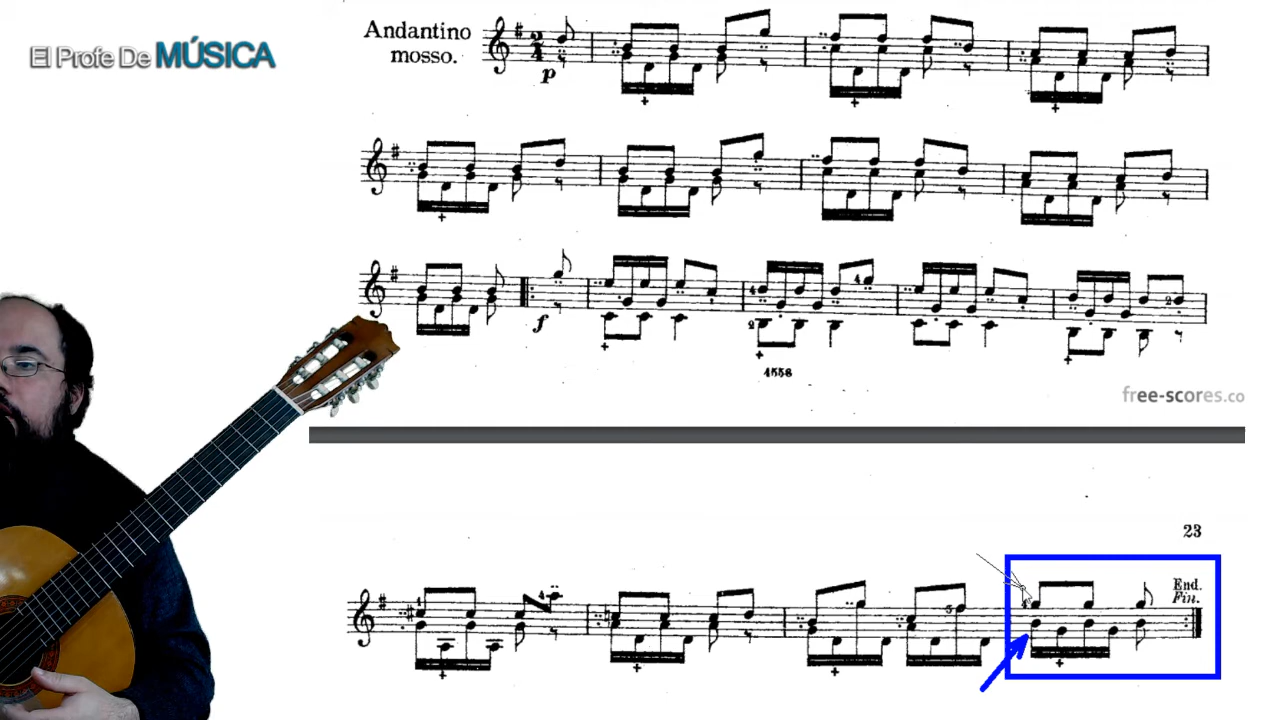 El Profe De MÚSICA
Andantino
mosso.
p
f
4558
free-scores.co
23
End.
Fin.